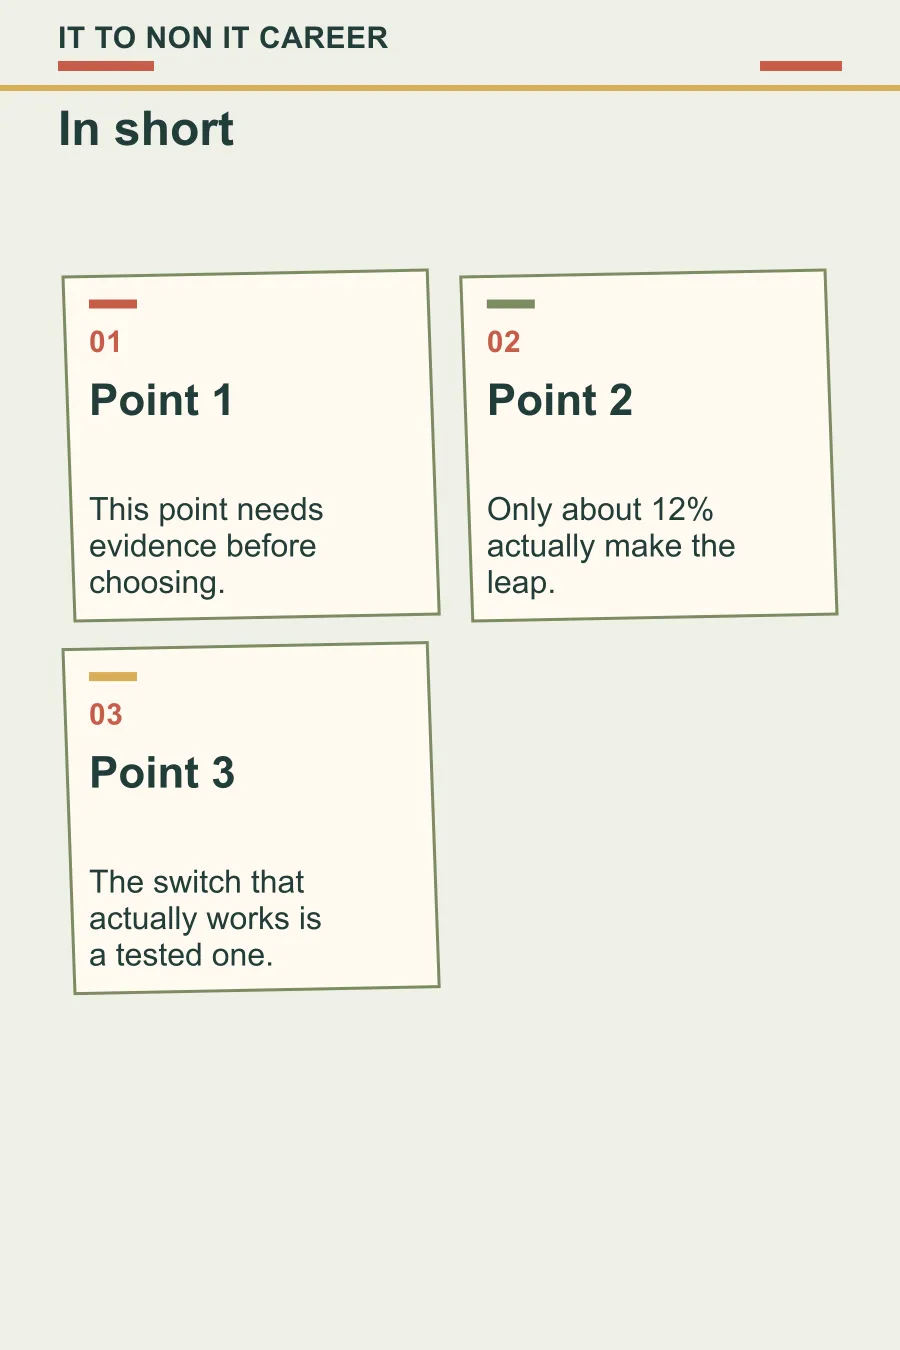 IT TO NON IT CAREER
In short
01
Point 1
This point needs
evidence before
choosing.
02
Point 2
Only about 12%
actually make the
leap.
03
Point 3
The switch that
actually works is
a tested one.